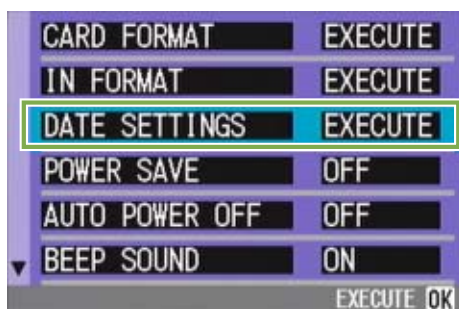 CARD FORMAT EXECUTE
IN FORMAT EXECUTE
DATE SETTINGS EXECUTE
POWER SAVE OFF
AUTO POWER OFF OFF
BEEP SOUND ON
EXECUTE OK